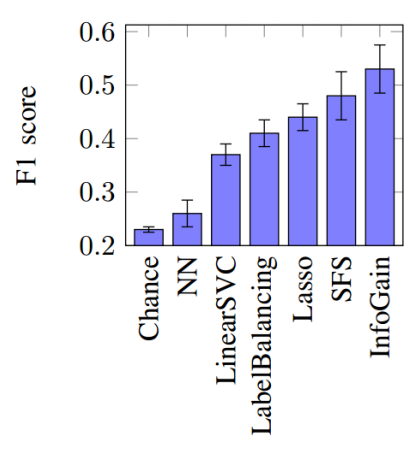 F1 score
0.6
0.5
0.4
0.3
0.2
Chance
NN
LinearSVC
LabelBalancing
Lasso
SFS
InfoGain